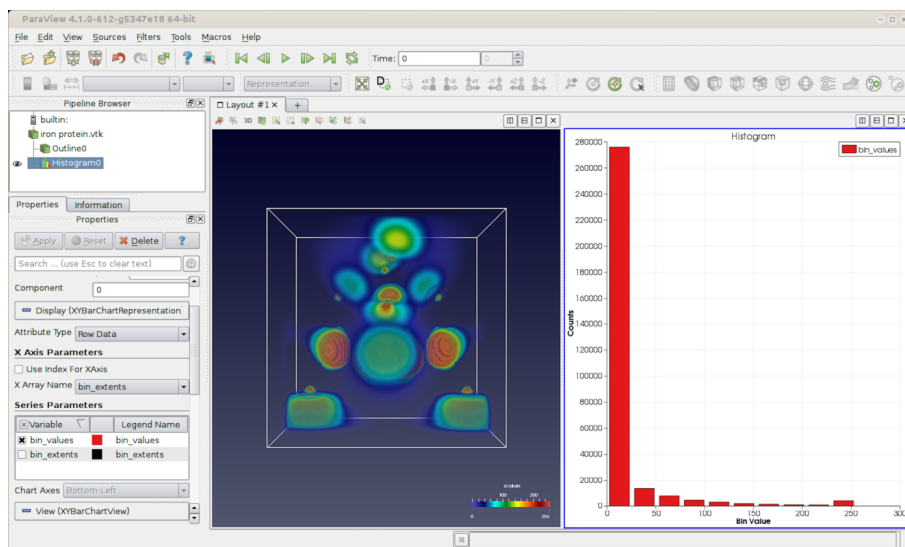 ParaView 4.1.0-612-g5347e18 64-bit
File Edit View Sources Filters Tools Macros Help
Time: 0 0
Representation
Pipeline Browser
builtin:
iron protein.vtk
Outline0
Histogram0
Properties Information
Properties
Apply Reset Delete ?
Search ... (use Esc to clear text)
Component 0
Display (XYBarChartRepresentation)
Attribute Type Row Data
X Axis Parameters
Use Index For XAxis
X Array Name bin_extents
Series Parameters
Variable Legend Name
bin_values bin_values
bin_extents bin_extents
Chart Axes Bottom-Left
View (XYBarChartView)
Layout #1 × +
3D
100 200
0 255
Histogram
bin_values
280000
260000
240000
220000
200000
180000
160000
140000
120000
100000
80000
60000
40000
20000
0
Counts
0 50 100 150 200 250 300
Bin Value